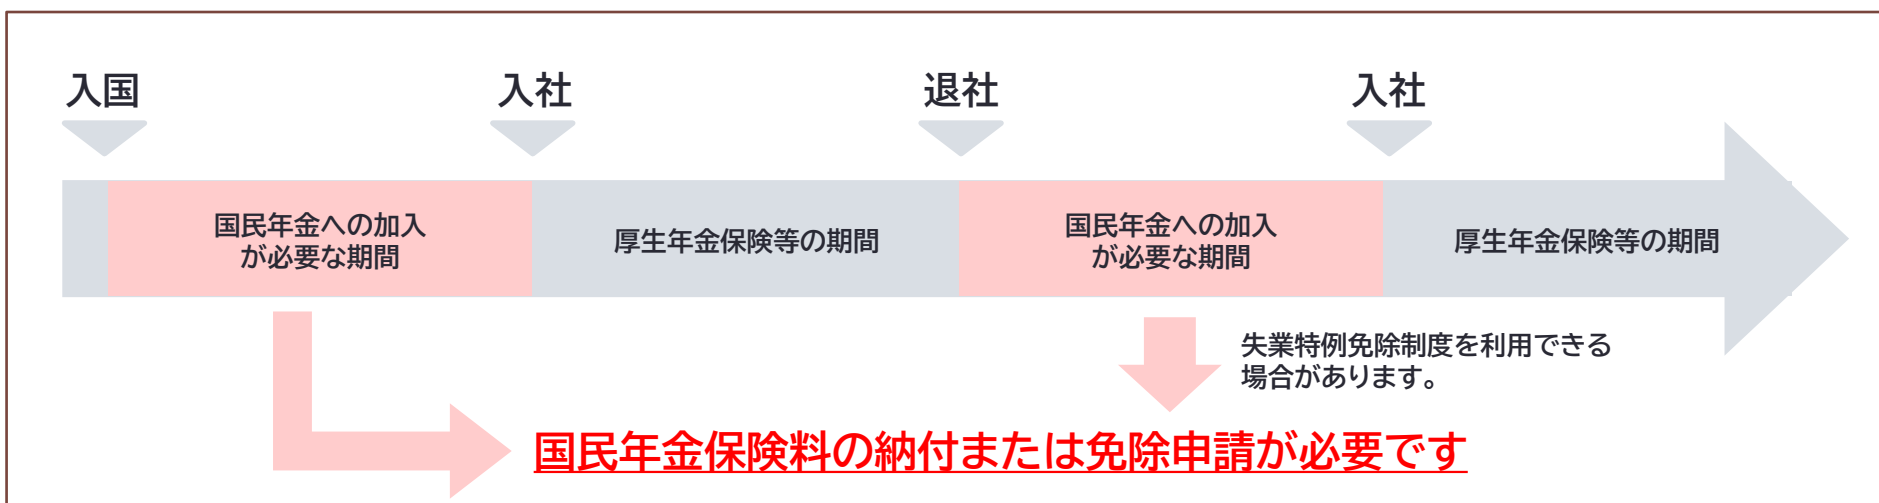 入国
入社
退社
入社
国民年金への加入
が必要な期間
厚生年金保険等の期間
国民年金への加入
が必要な期間
厚生年金保険等の期間
失業特例免除制度を利用できる
場合があります。
国民年金保険料の納付または免除申請が必要です